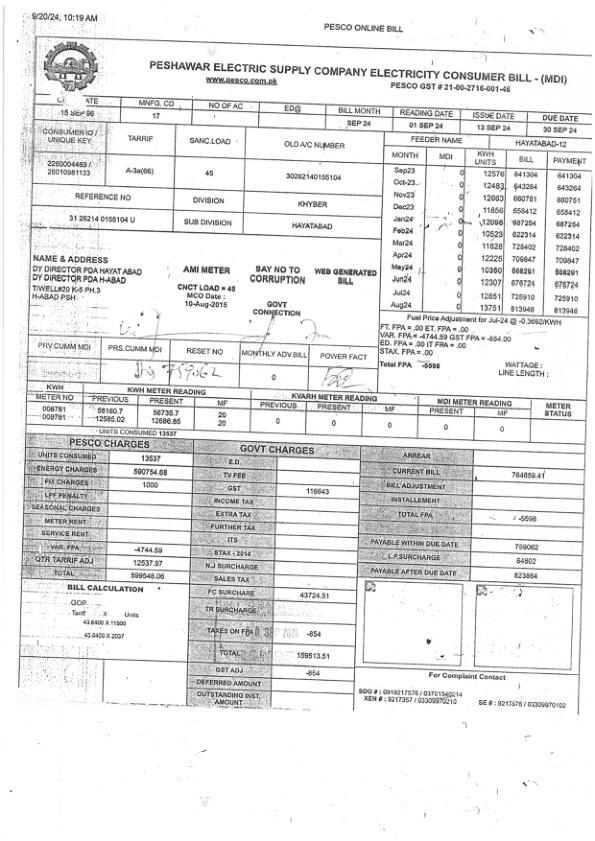 9/20/24, 10:19 AM
PESCO ONLINE BILL
PESHAWAR ELECTRIC SUPPLY COMPANY ELECTRICITY CONSUMER BILL - (MDI)
www.pesco.com.pk
PESCO GST # 21-00-2716-001-46
MNFG. CD NO OF AC ED@ BILL MONTH READING DATE ISSUE DATE DUE DATE
15 SEP 96 17 SEP 24 01 SEP 24 13 SEP 24 30 SEP 24
CONSUMER ID / UNIQUE KEY TARRIF SANC.LOAD OLD A/C NUMBER
A-3a(66) 45 30262140155104
26010981133
REFERENCE NO DIVISION KHYBER
31 26214 0155104 U SUB DIVISION HAYATABAD
FEEDER NAME HAYATABAD-12
MONTH MDI KWH UNITS BILL PAYMENT
Sep23 0 12576 641304 641304
Oct-23 0 12483 643264 643264
Nov23 0 12663 660751 660751
Dec23 0 11856 658412 658412
Jan24 0 12098 687254 687254
Feb24 0 10523 622314 622314
Mar24 0 11828 728402 728402
Apr24 0 12225 709847 709847
May24 0 10380 688291 688291
Jun24 0 12307 676724 676724
Jul24 0 12851 725910 725910
Aug24 0 13751 813946 813946
NAME & ADDRESS
DY DIRECTOR PDA HAYAT ABAD
DY DIRECTOR PDA H-ABAD
T/WELL#20 K-5 PH.3
H-ABAD PSH
AMI METER
CNCT LOAD = 45
MCO Date :
10-Aug-2015
SAY NO TO CORRUPTION
GOVT CONNECTION
WEB GENERATED BILL
Fuel Price Adjustment for Jul-24 @ -0.3692/KWH
FT. FPA = .00 ET. FPA = .00
VAR. FPA = -4744.59 GST FPA = -854.00
ED. FPA = .00 IT FPA = .00
STAX, FPA = .00
Total FPA -5598
WATTAGE :
LINE LENGTH :
PRV.CUMM MDI PRS.CUMM MDI RESET NO MONTHLY ADV.BILL POWER FACT
0
KWH KWH METER READING KVARH METER READING MDI METER READING METER STATUS
METER NO PREVIOUS PRESENT MF PREVIOUS PRESENT MF PRESENT MF
008761 56160.7 56735.7 20 0 0 0 0 0
008761 12585.02 12686.85 20
UNITS CONSUMED 13537
PESCO CHARGES
UNITS CONSUMED 13537
ENERGY CHARGES 590754.68
FIX CHARGES 1000
LPF PENALTY
SEASONAL CHARGES
METER RENT
SERVICE RENT
VAR. FPA -4744.59
QTR TARRIF ADJ 12537.97
TOTAL 599548.06
BILL CALCULATION
GOP
Tariff X Units
43.6400 X 11500
43.6400 X 2037
GOVT CHARGES
E.D.
TV FEE
GST 116643
INCOME TAX
EXTRA TAX
FURTHER TAX
ITS
STAX - 2014
N.J SURCHARGE
SALES TAX
FC SURCHARE 43724.51
TR SURCHARGE
TAXES ON FPA -854
TOTAL 159513.51
GST ADJ -854
DEFERRED AMOUNT
OUTSTANDING INST. AMOUNT
ARREAR
CURRENT BILL 764659.41
BILL ADJUSTMENT
INSTALLEMENT
TOTAL FPA -5598
PAYABLE WITHIN DUE DATE 759062
L.P.SURCHARGE 64802
PAYABLE AFTER DUE DATE 823864
For Complaint Contact
SDO # : 0919217576 / 03701340214
XEN # : 9217357 / 03309970210
SE # : 9217576 / 03309970102